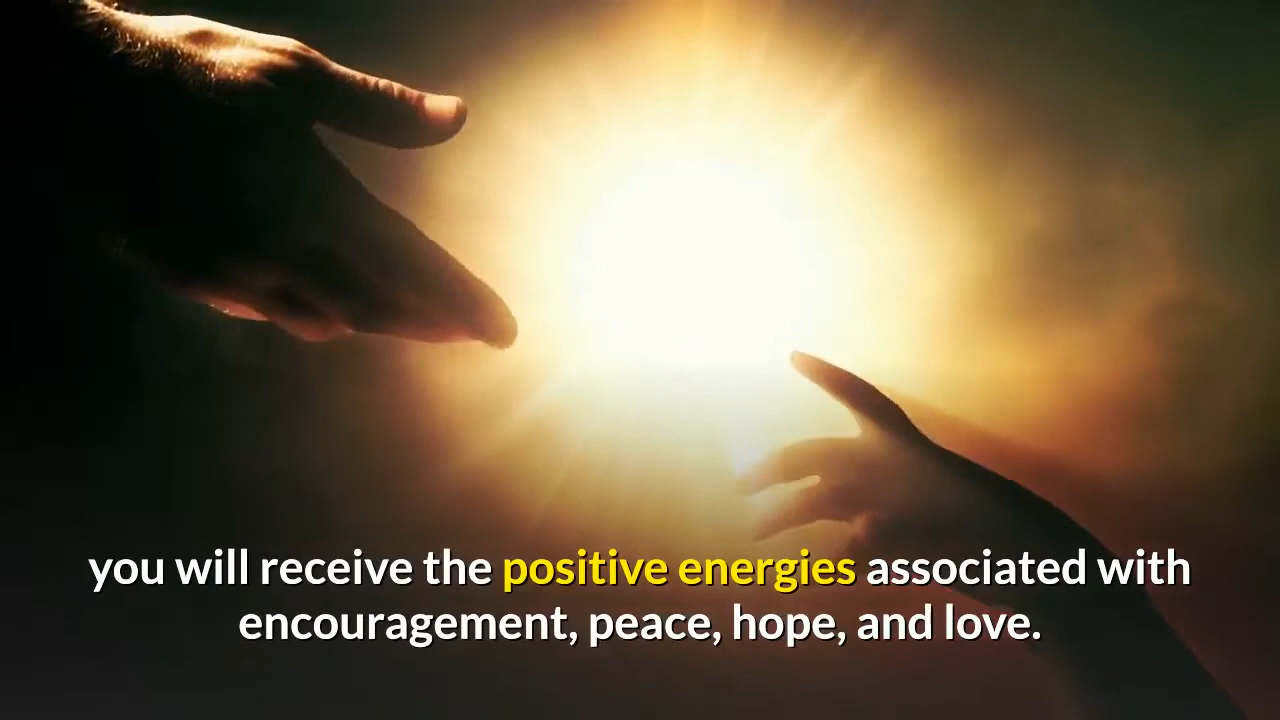 you will receive the positive energies associated with
encouragement, peace, hope, and love.